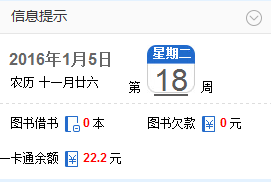 信息提示
2016年1月5日
星期二
农历 十一月廿六
第 18 周
图书借书 0 本 图书欠款 0 元
一卡通余额 22.2 元